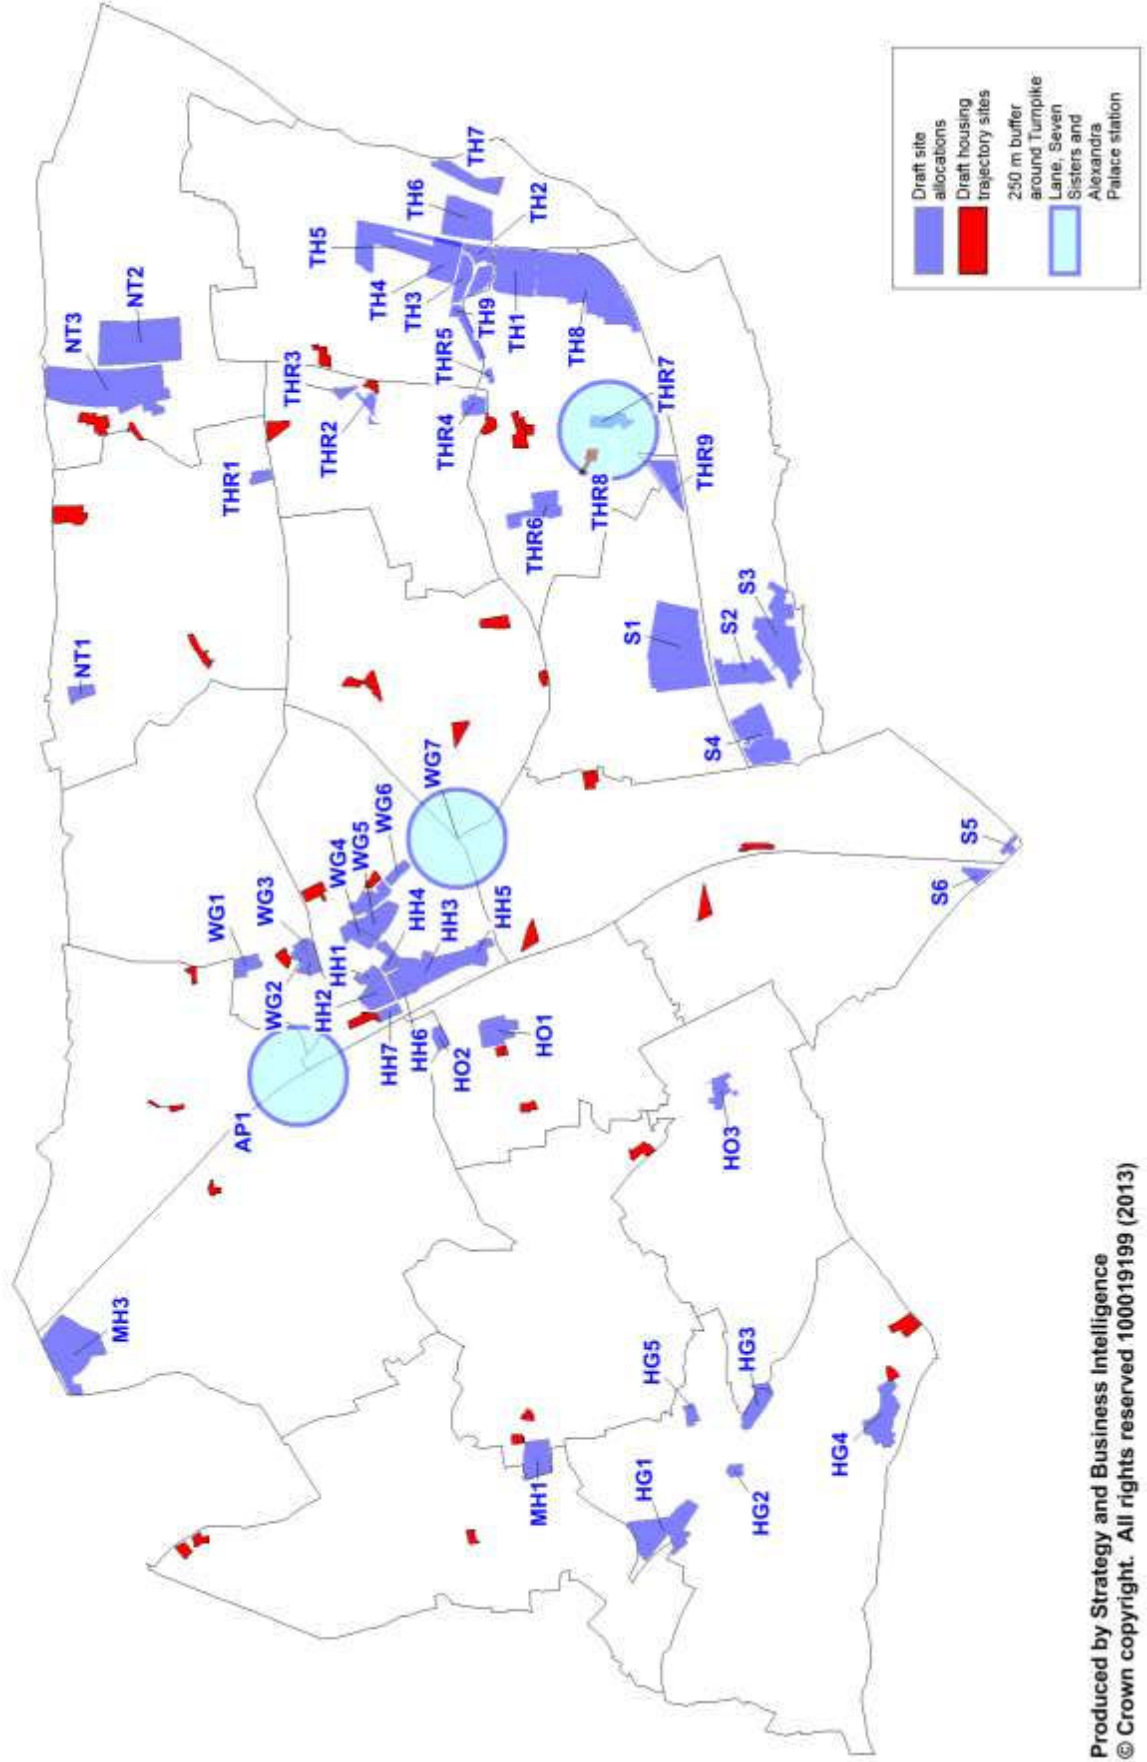 MH3
AP1
NT1
NT3
NT2
WG1
WG2
WG3
THR1
THR3
THR2
TH5
TH4
TH3
TH6
TH7
TH2
TH9
TH1
TH8
THR5
THR4
HH2
HH1
WG4
WG5
WG6
WG7
HH7
HH6
HH4
HH3
HH5
HO2
HO1
THR6
THR8
THR7
THR9
MH1
HG1
HG5
HG3
HG2
HG4
HO3
S1
S2
S3
S4
S5
S6
Draft site
allocations
Draft housing
trajectory sites
250 m buffer
around Turnpike
Lane, Seven
Sisters and
Alexandra
Palace station
Produced by Strategy and Business Intelligence
© Crown copyright. All rights reserved 100019199 (2013)